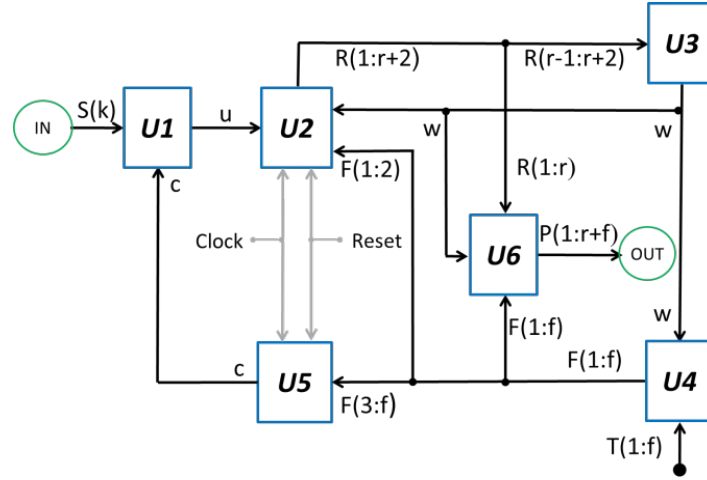 R(1:r+2)
R(r-1:r+2)
U3
IN
S(k)
U1
u
U2
w
w
F(1:2)
R(1:r)
c
Clock
Reset
U6
P(1:r+f)
OUT
w
F(1:f)
F(1:f)
c
U5
F(3:f)
U4
T(1:f)